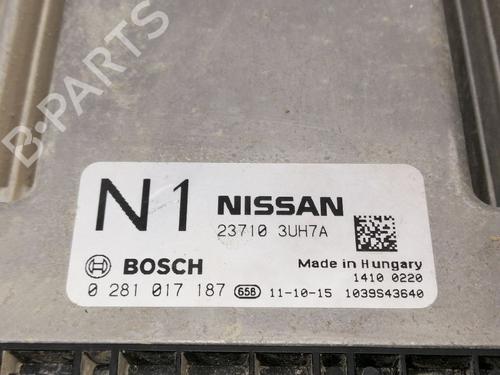 B-PARTS
N1 NISSAN
23710 3UH7A
BOSCH Made in Hungary
1410 0220
0 281 017 187 658 11-10-15 1039S43640